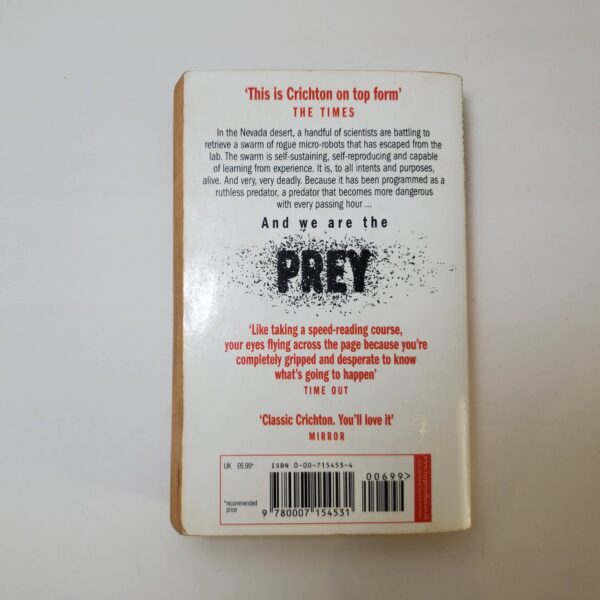 ‘This is Crichton on top form’
THE TIMES
In the Nevada desert, a handful of scientists are battling to
retrieve a swarm of rogue micro-robots that has escaped from the
lab. The swarm is self-sustaining, self-reproducing and capable
of learning from experience. It is, to all intents and purposes,
alive. And very, very deadly. Because it has been programmed as a
ruthless predator, a predator that becomes more dangerous
with every passing hour ...
And we are the
PREY
‘Like taking a speed-reading course,
your eyes flying across the page because you’re
completely gripped and desperate to know
what’s going to happen’
TIME OUT
‘Classic Crichton. You’ll love it’
MIRROR
UK £6.99*
ISBN 0-00-715453-4
00699>
*recommended
price
9 780007 154531